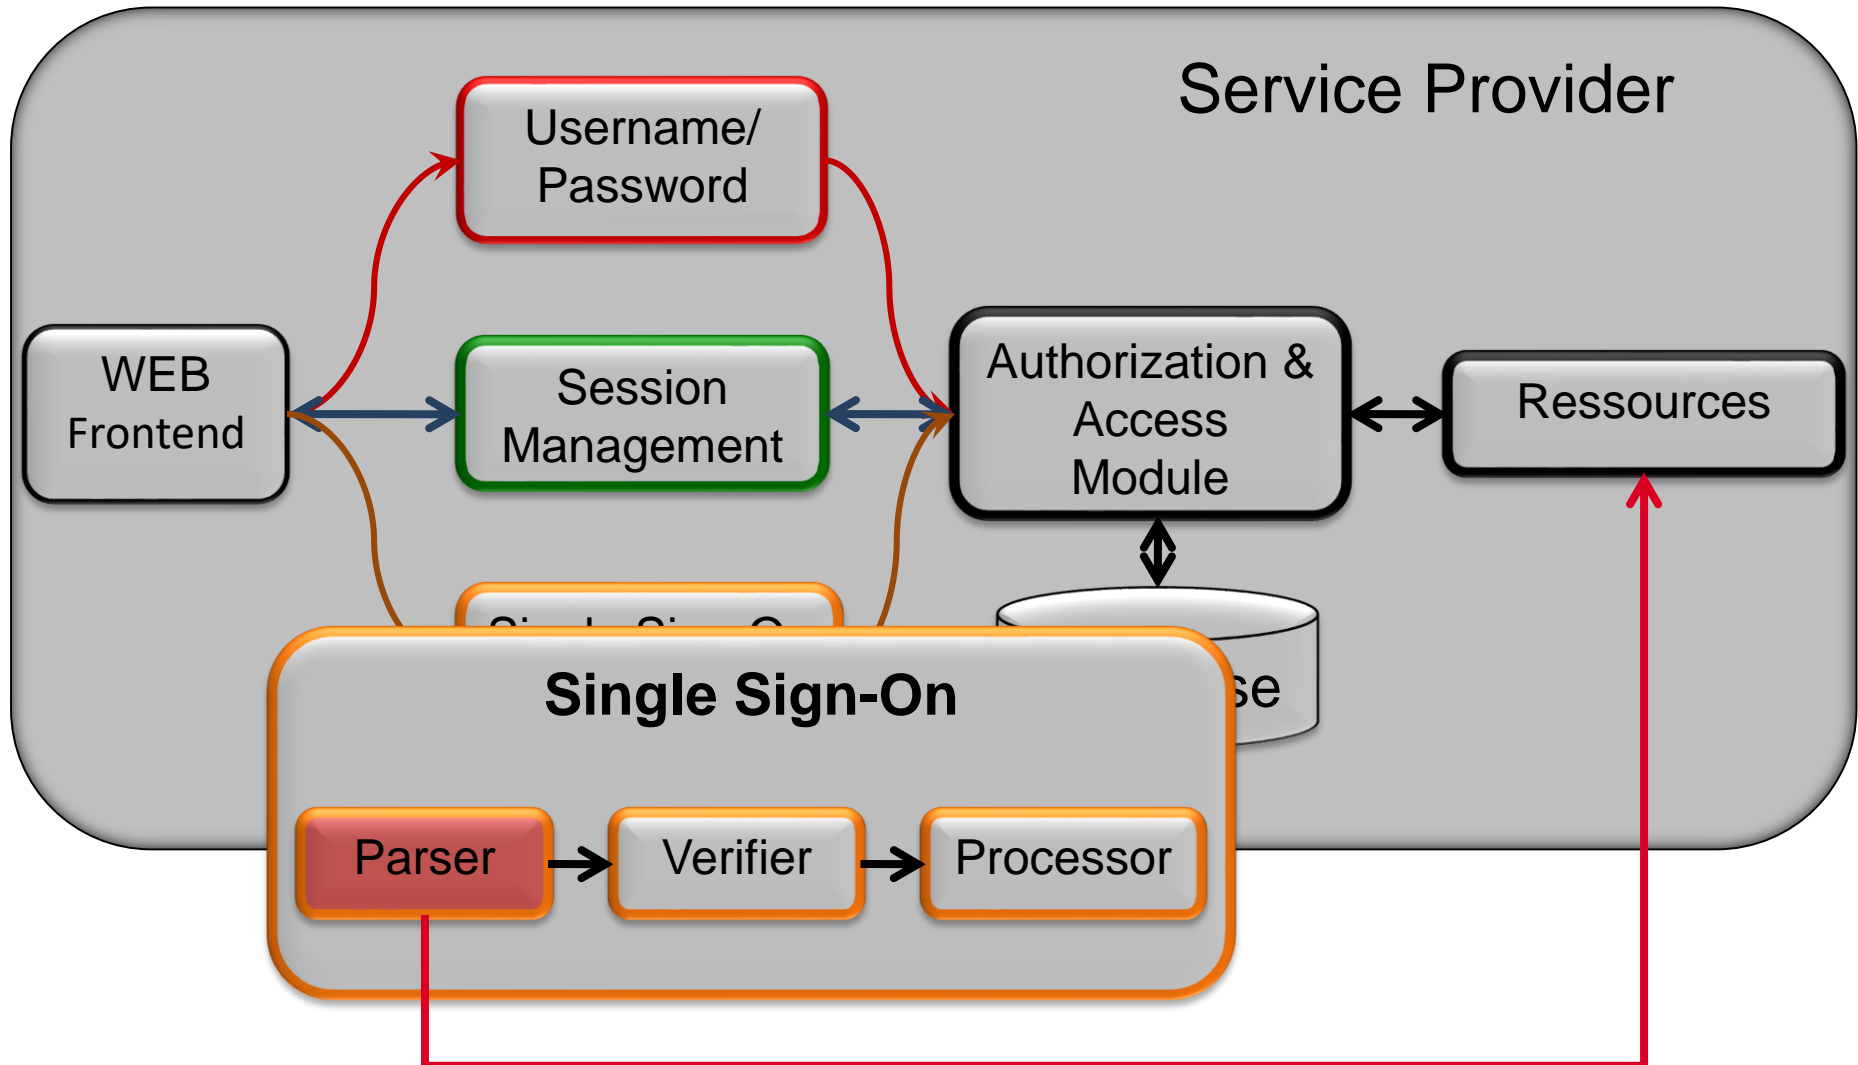 Service Provider
Username/
Password
WEB
Frontend
Session
Management
Authorization &
Access
Module
Ressources
Single Sign-On
Parser
Verifier
Processor